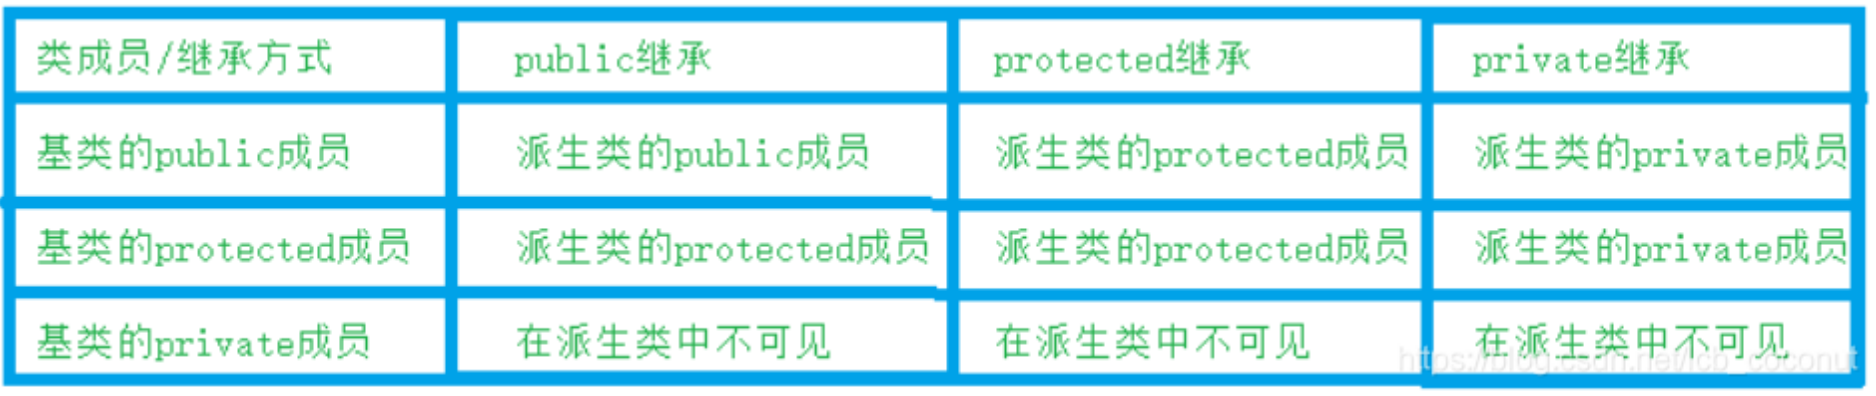 类成员/继承方式 public继承 protected继承 private继承
基类的public成员 派生类的public成员 派生类的protected成员 派生类的private成员
基类的protected成员 派生类的protected成员 派生类的protected成员 派生类的private成员
基类的private成员 在派生类中不可见 在派生类中不可见 在派生类中不可见
https://blog.csdn.net/lcb_coconut